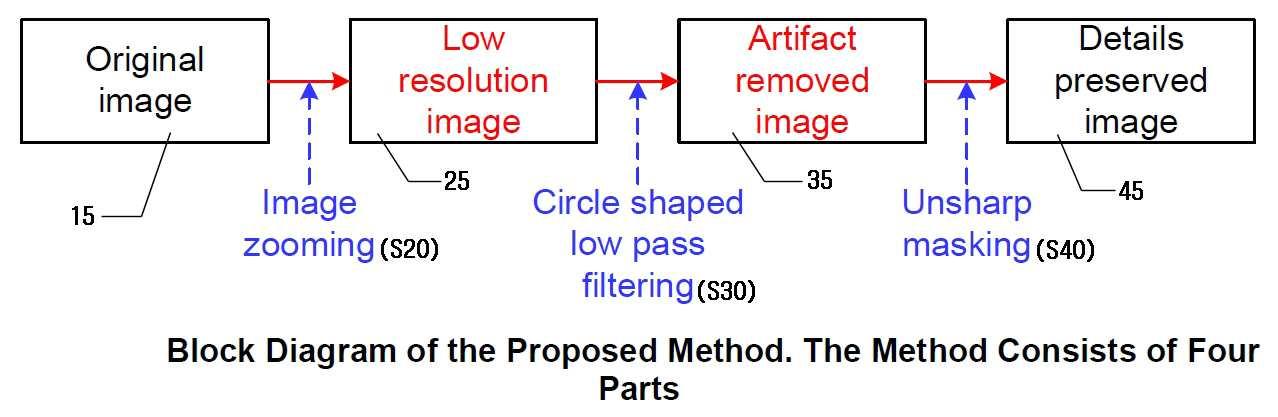 Original
image
15
Low
resolution
image
25
Artifact
removed
image
35
Details
preserved
image
45
Image
zooming(S20)
Circle shaped
low pass
filtering(S30)
Unsharp
masking(S40)
Block Diagram of the Proposed Method. The Method Consists of Four
Parts